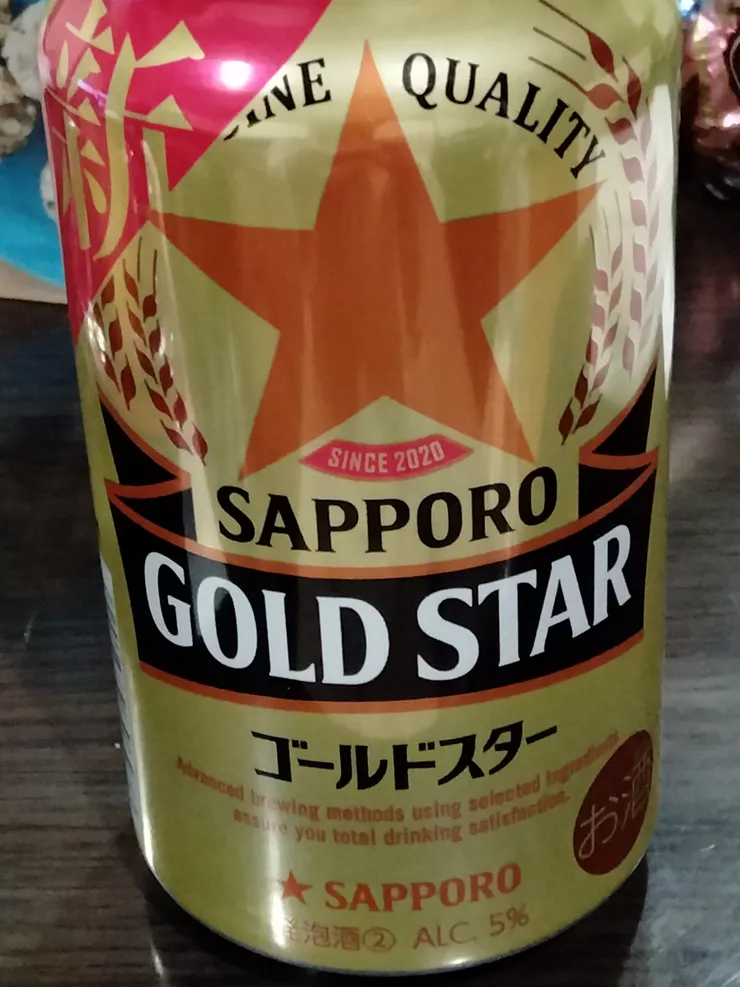 新
FINE QUALITY
SINCE 2020
SAPPORO
GOLD STAR
ゴールドスター
Advanced brewing methods using selected ingredients
assure you total drinking satisfaction.
お酒
★ SAPPORO
発泡酒② ALC. 5%